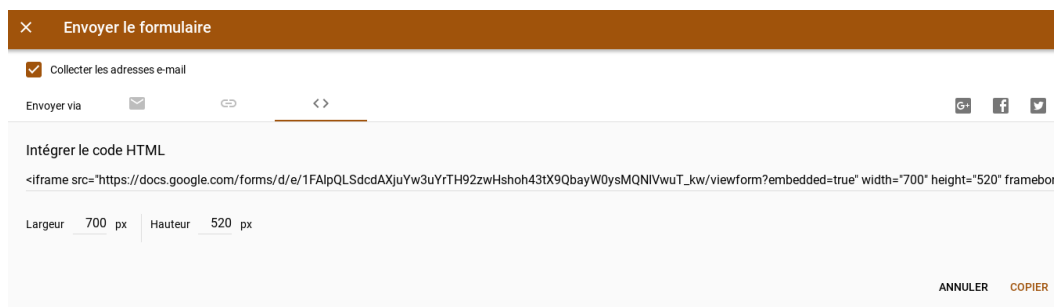 Envoyer le formulaire
Collecter les adresses e-mail
Envoyer via
G+
Intégrer le code HTML
<iframe src="https://docs.google.com/forms/d/e/1FAIpQLSdcdAXjuYw3uYrTH92zwHshoh43tX9QbayW0ysMQNIVwuT_kw/viewform?embedded=true" width="700" height="520" framebor
Largeur 700 px Hauteur 520 px
ANNULER COPIER